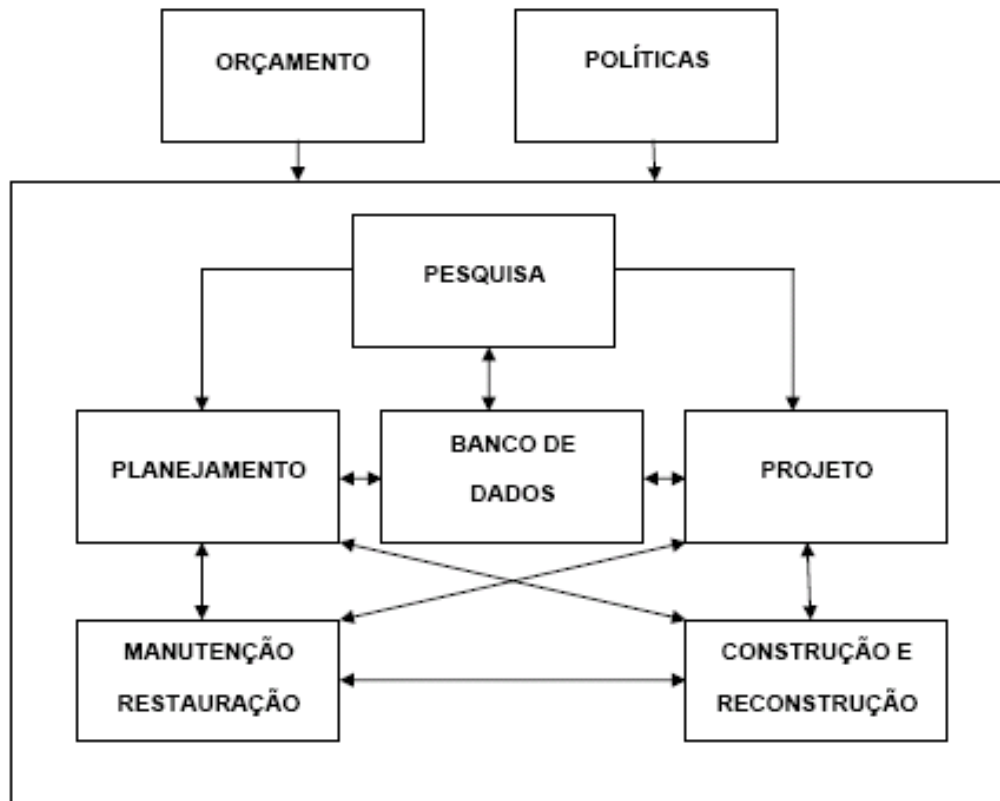 ORÇAMENTO
POLÍTICAS
PESQUISA
PLANEJAMENTO
BANCO DE
DADOS
PROJETO
MANUTENÇÃO
RESTAURAÇÃO
CONSTRUÇÃO E
RECONSTRUÇÃO